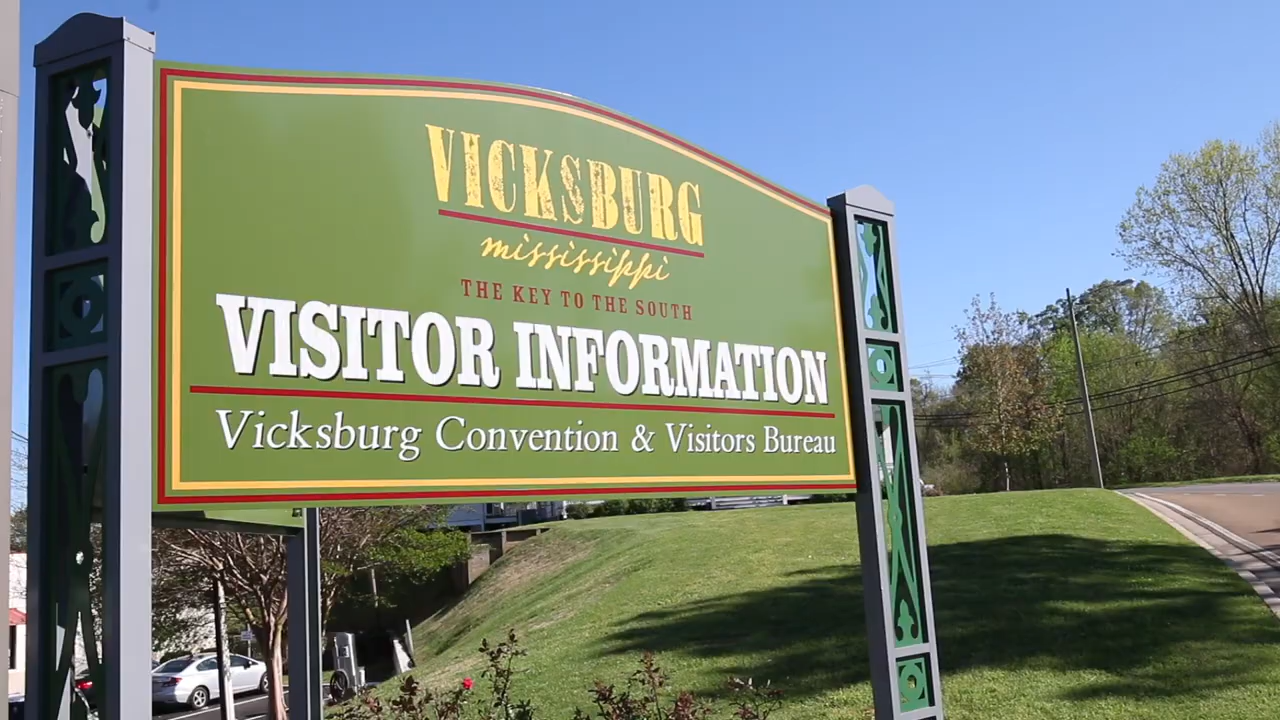 VICKSBURG
mississippi
THE KEY TO THE SOUTH
VISITOR INFORMATION
Vicksburg Convention & Visitors Bureau